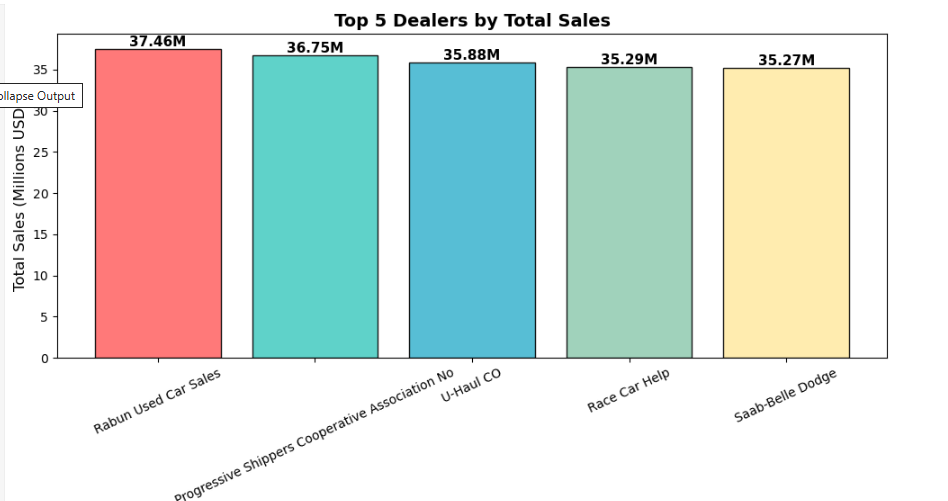 Top 5 Dealers by Total Sales
37.46M
36.75M
35.88M
35.29M
35.27M
Total Sales (Millions USD
35
30
25
20
15
10
5
0
ollapse Output
Rabun Used Car Sales
Progressive Shippers Cooperative Association No
U-Haul CO
Race Car Help
Saab-Belle Dodge